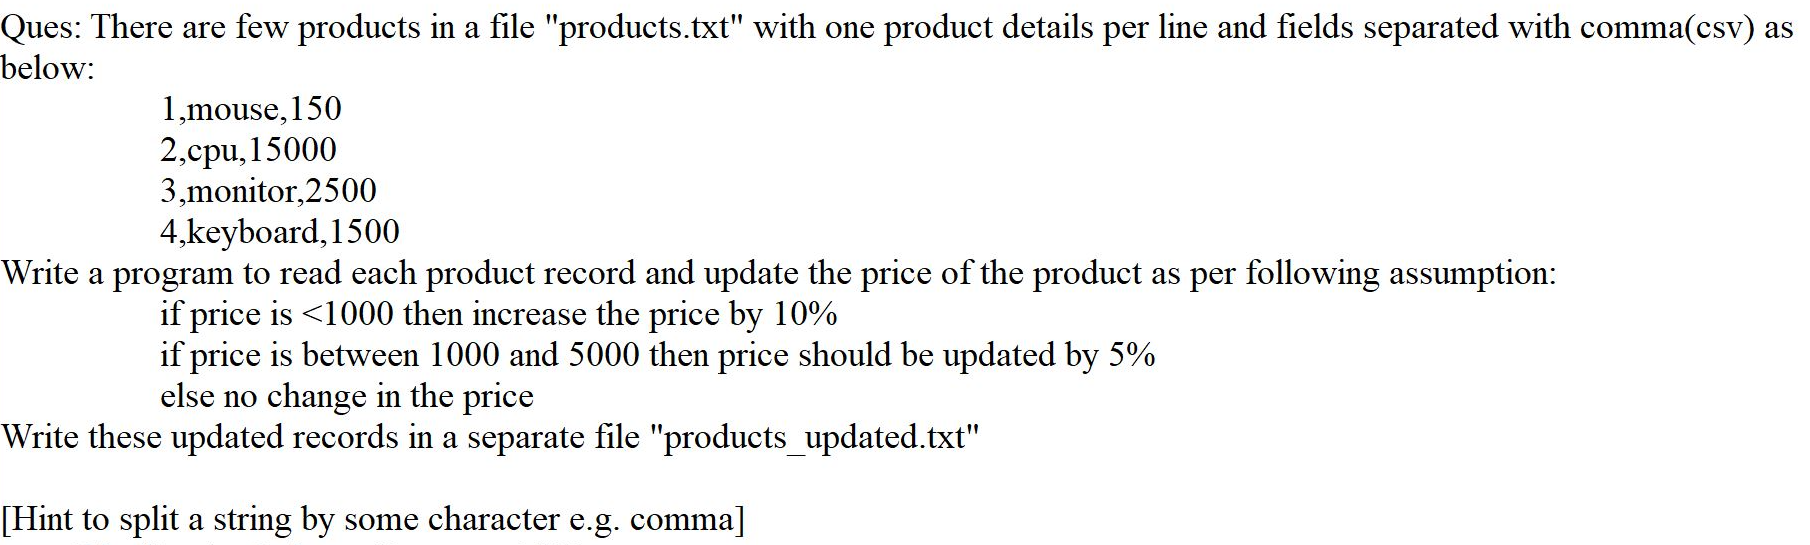 Ques: There are few products in a file "products.txt" with one product details per line and fields separated with comma(csv) as
below:
1,mouse,150
2,cpu,15000
3,monitor,2500
4,keyboard,1500
Write a program to read each product record and update the price of the product as per following assumption:
if price is <1000 then increase the price by 10%
if price is between 1000 and 5000 then price should be updated by 5%
else no change in the price
Write these updated records in a separate file "products_updated.txt"
[Hint to split a string by some character e.g. comma]